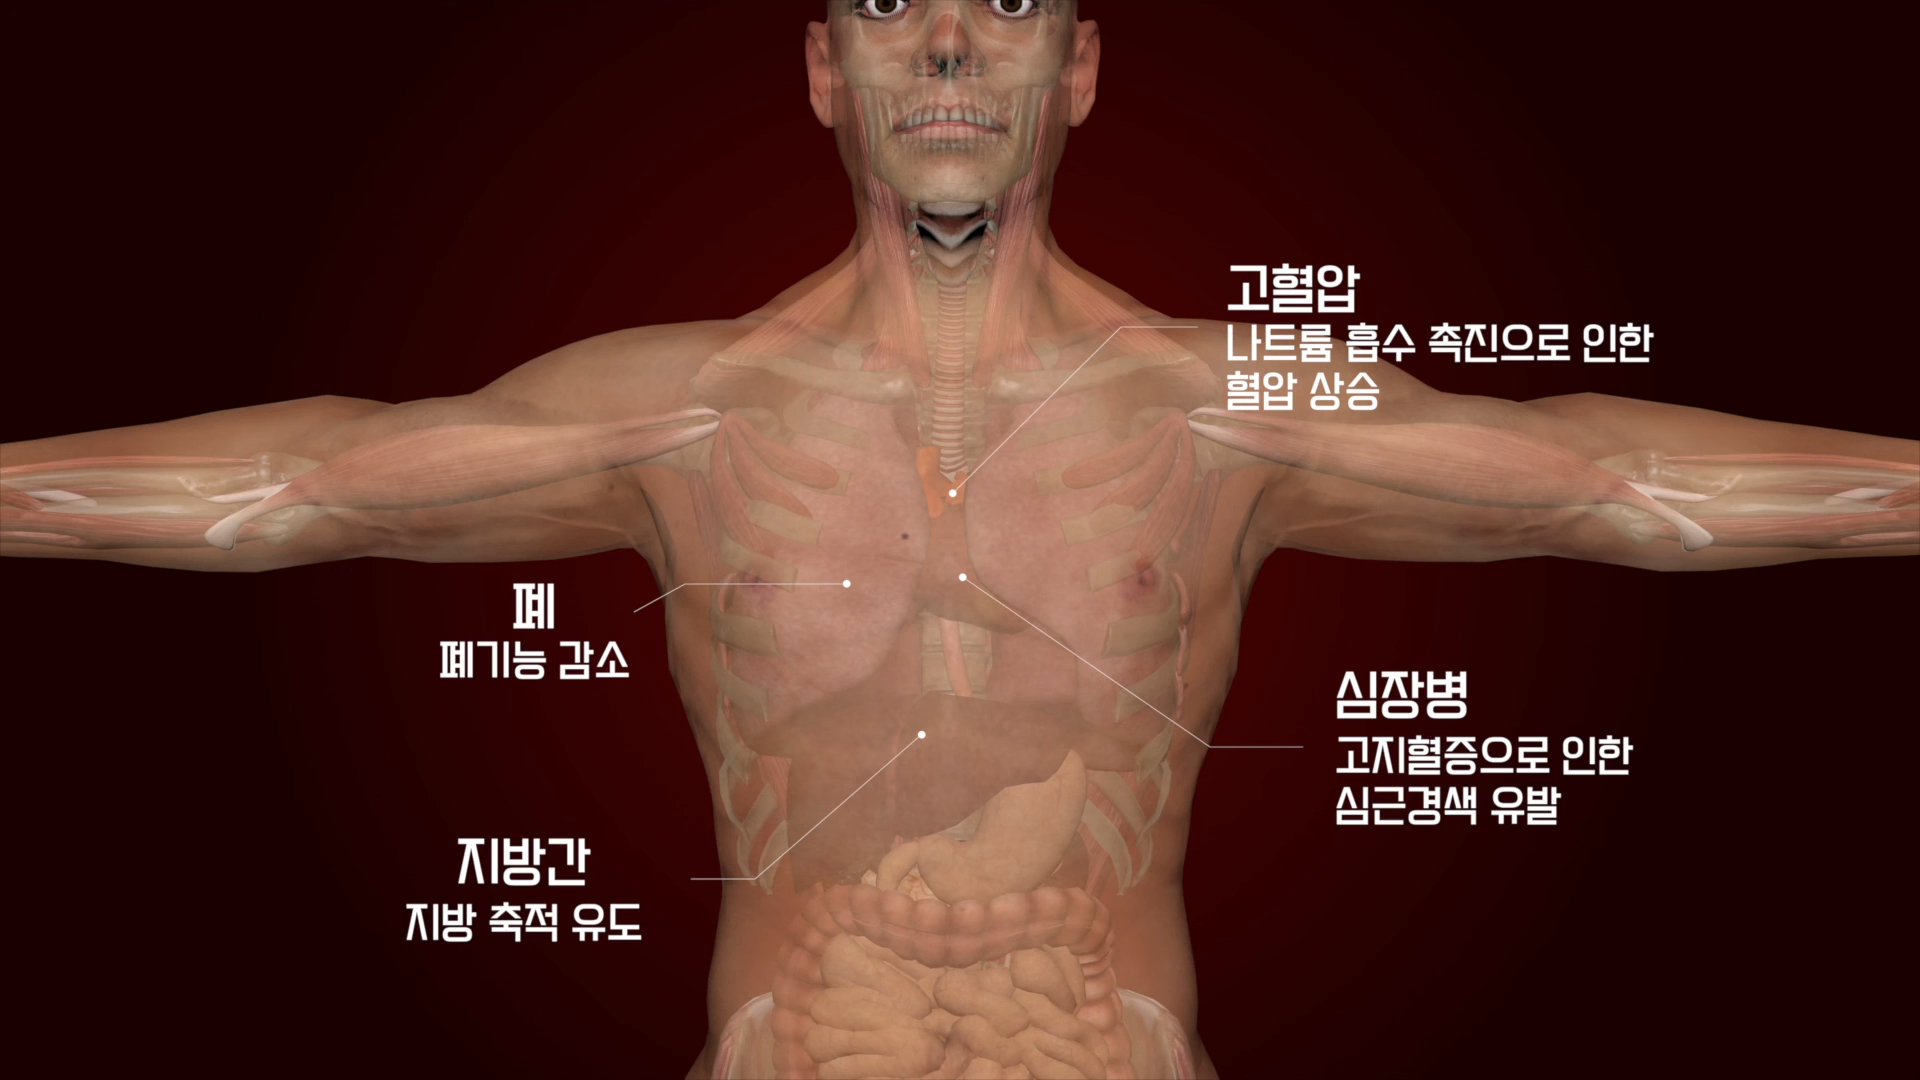 고혈압
나트륨 흡수 촉진으로 인한
혈압 상승
폐
폐기능 감소
심장병
고지혈증으로 인한
심근경색 유발
지방간
지방 축적 유도